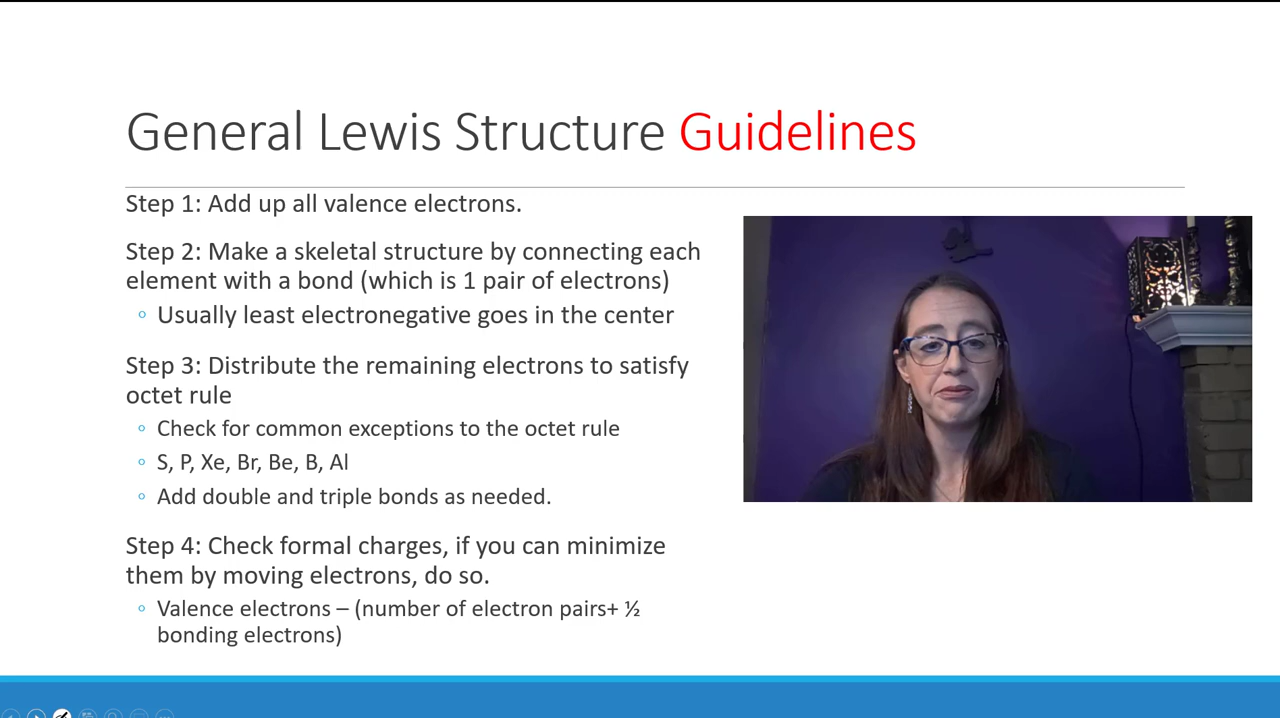 General Lewis Structure Guidelines
Step 1: Add up all valence electrons.
Step 2: Make a skeletal structure by connecting each
element with a bond (which is 1 pair of electrons)
◦ Usually least electronegative goes in the center
Step 3: Distribute the remaining electrons to satisfy
octet rule
◦ Check for common exceptions to the octet rule
◦ S, P, Xe, Br, Be, B, Al
◦ Add double and triple bonds as needed.
Step 4: Check formal charges, if you can minimize
them by moving electrons, do so.
◦ Valence electrons – (number of electron pairs+ ½
bonding electrons)